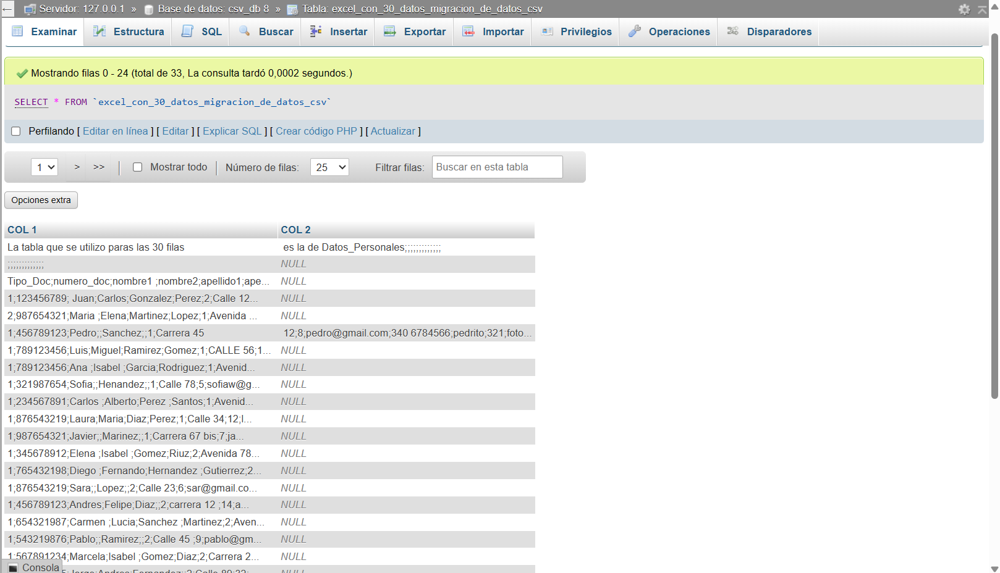 Servidor: 127.0.0.1 » Base de datos: csv_db 8 » Tabla: excel_con_30_datos_migracion_de_datos_csv
Examinar Estructura SQL Buscar Insertar Exportar Importar Privilegios Operaciones Disparadores
Mostrando filas 0 - 24 (total de 33, La consulta tardó 0,0002 segundos.)
SELECT * FROM `excel_con_30_datos_migracion_de_datos_csv`
Perfilando [ Editar en línea ] [ Editar ] [ Explicar SQL ] [ Crear código PHP ] [ Actualizar ]
1 > >> | Mostrar todo | Número de filas: 25 Filtrar filas: Buscar en esta tabla
Opciones extra
COL 1 COL 2
La tabla que se utilizo paras las 30 filas es la de Datos_Personales;;;;;;;;;;;;;
;;;;;;;;;;;;; NULL
Tipo_Doc;numero_doc;nombre1 ;nombre2;apellido1;ape... NULL
1;123456789; Juan;Carlos;Gonzalez;Perez;2;Calle 12... NULL
2;987654321;Maria ;Elena;Martinez;Lopez;1;Avenida ... NULL
1;456789123;Pedro;;Sanchez;;1;Carrera 45 12;8;pedro@gmail.com;340 6784566;pedrito;321;foto...
1;789123456;Luis;Miguel;Ramirez;Gomez;1;CALLE 56;1... NULL
1;789123456;Ana ;Isabel ;Garcia;Rodriguez;1;Avenid... NULL
1;321987654;Sofia;;Henandez;;1;Calle 78;5;sofiaw@g... NULL
1;234567891;Carlos ;Alberto;Perez ;Santos;1;Avenid... NULL
1;876543219;Laura;Maria;Diaz;Perez;1;Calle 34;12;l... NULL
1;987654321;Javier;;Marinez;;1;Carrera 67 bis;7;ja... NULL
1;345678912;Elena ;Isabel ;Gomez;Riuz;2;Avenida 78... NULL
1;765432198;Diego ;Fernando;Hernandez ;Gutierrez;2... NULL
1;876543219;Sara;;Lopez;;2;Calle 23;6;sar@gmail.co... NULL
1;456789123;Andres;Felipe;Diaz;;2;carrera 12 ;14;a... NULL
1;654321987;Carmen ;Lucia;Sanchez ;Martinez;2;Aven... NULL
1;543219876;Pablo;;Ramirez;;2;Calle 45 ;9;pablo@gm... NULL
1;567891234;Marcela;Isabel ;Gomez;Diaz;2;Carrera 2... NULL
Consola